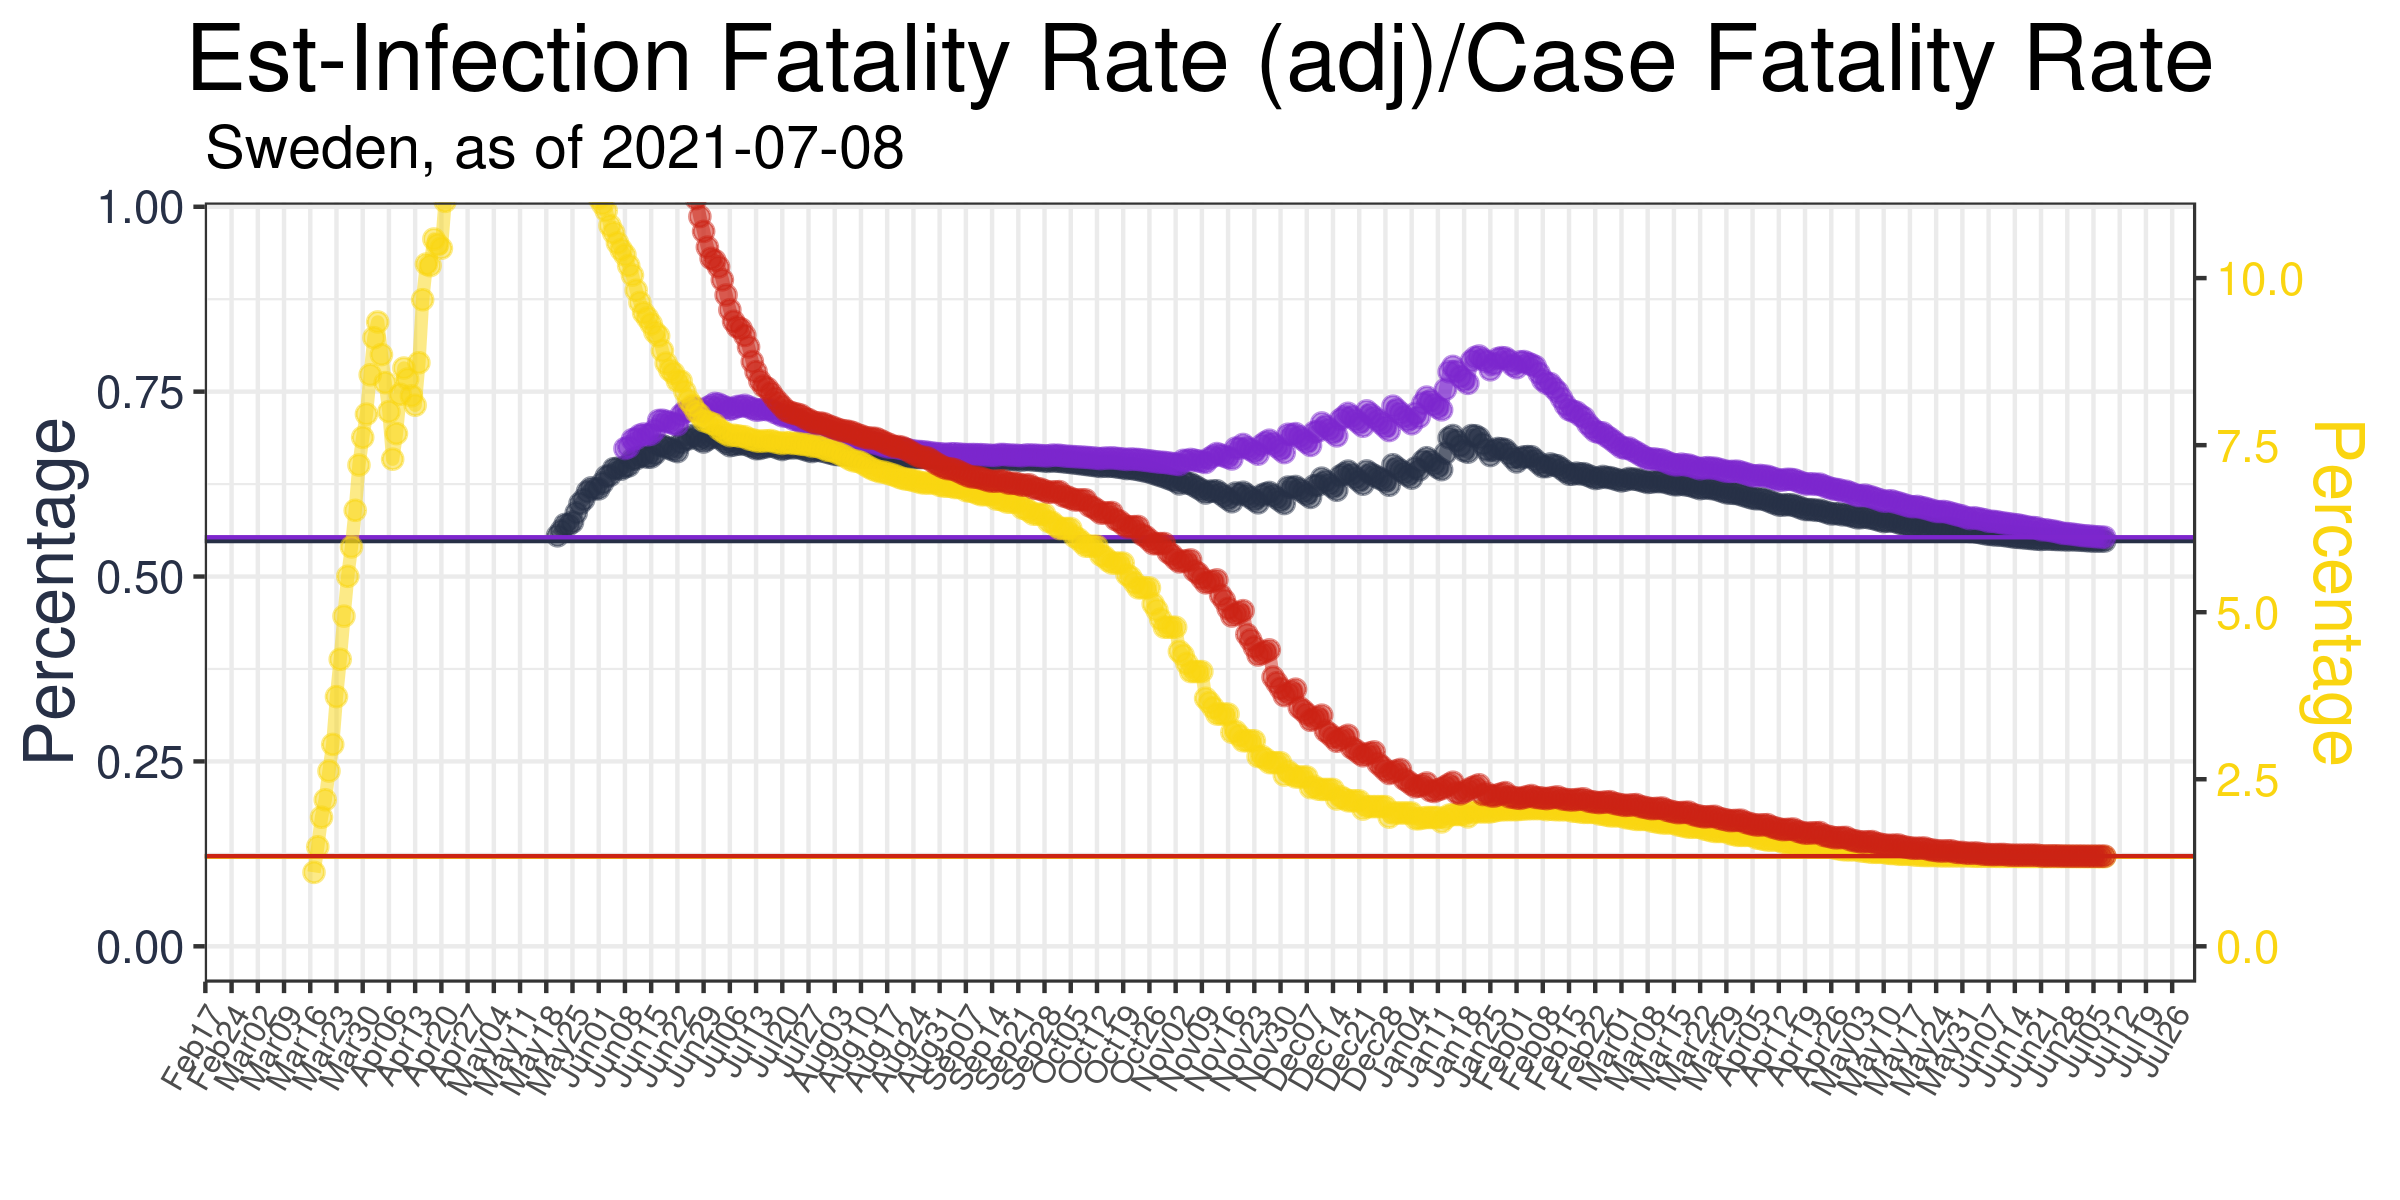 Est-Infection Fatality Rate (adj)/Case Fatality Rate
Sweden, as of 2021-07-08
Percentage
1.00
0.75
0.50
0.25
0.00
10.0
7.5
5.0
2.5
0.0
Percentage
Feb17
Feb24
Mar02
Mar09
Mar16
Mar23
Mar30
Apr06
Apr13
Apr20
Apr27
May04
May11
May18
May25
Jun01
Jun08
Jun15
Jun22
Jun29
Jul06
Jul13
Jul20
Jul27
Aug03
Aug10
Aug17
Aug24
Aug31
Sep07
Sep14
Sep21
Sep28
Oct05
Oct12
Oct19
Oct26
Nov02
Nov09
Nov16
Nov23
Nov30
Dec07
Dec14
Dec21
Dec28
Jan04
Jan11
Jan18
Jan25
Feb01
Feb08
Feb15
Feb22
Mar01
Mar08
Mar15
Mar22
Mar29
Apr05
Apr12
Apr19
Apr26
May03
May10
May17
May24
May31
Jun07
Jun14
Jun21
Jun28
Jul05
Jul12
Jul19
Jul26